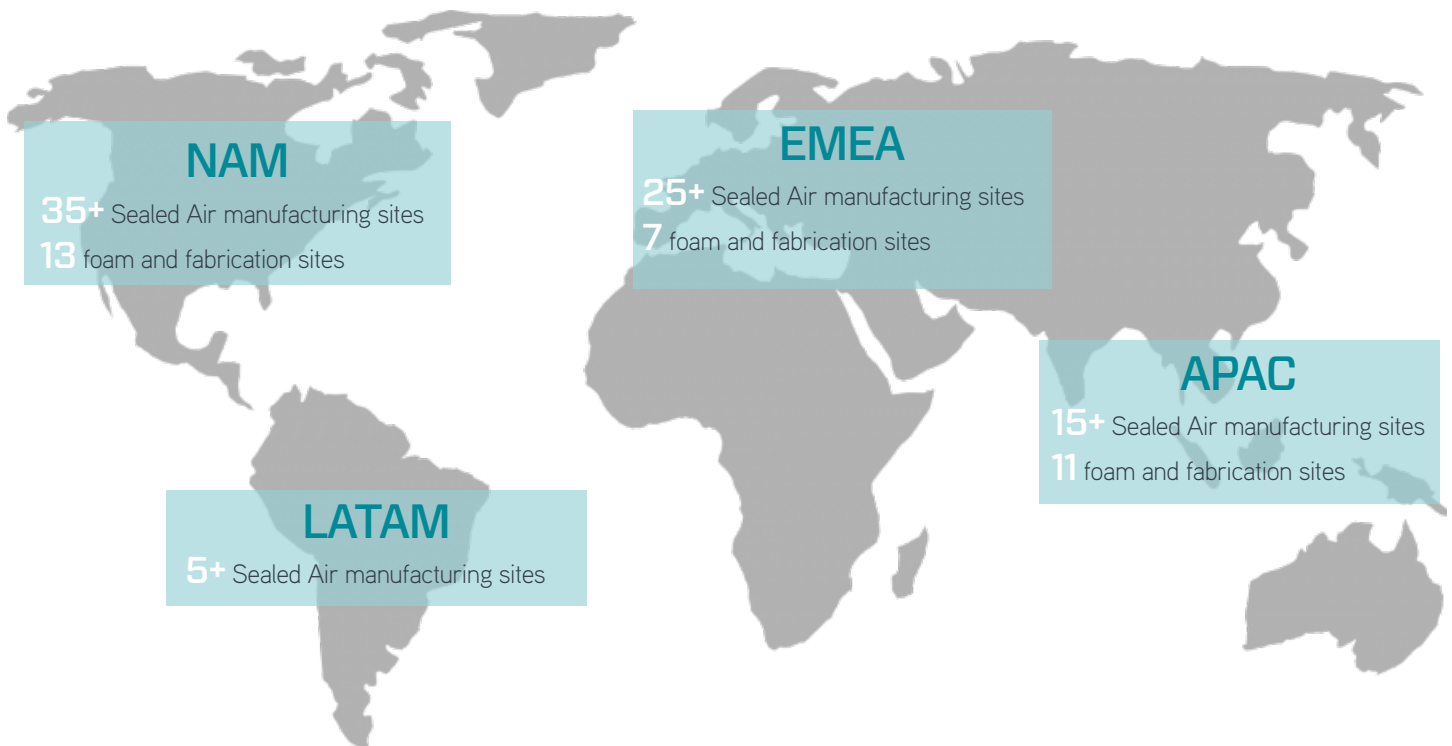 NAM
35+ Sealed Air manufacturing sites
13 foam and fabrication sites
EMEA
25+ Sealed Air manufacturing sites
7 foam and fabrication sites
APAC
15+ Sealed Air manufacturing sites
11 foam and fabrication sites
LATAM
5+ Sealed Air manufacturing sites